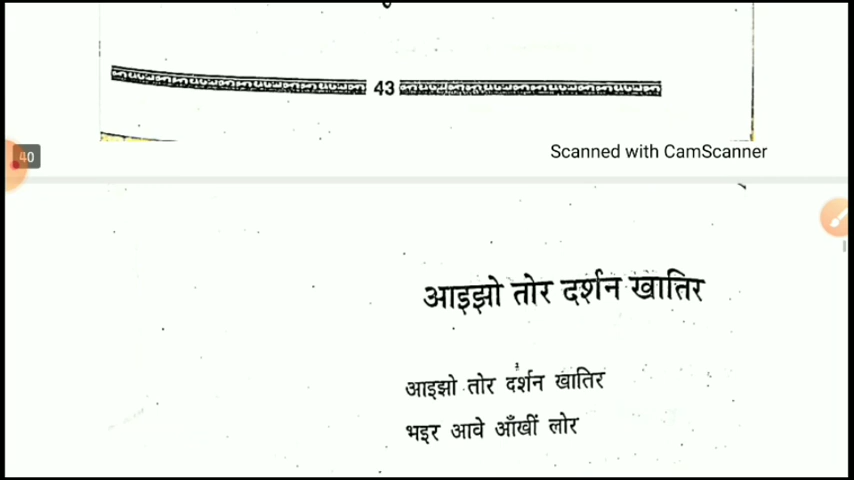 43
40
Scanned with CamScanner
आइझो तोर दर्शन खातिर
आइझो तोर दर्शन खातिर
भइर आवे आँखीं लोर